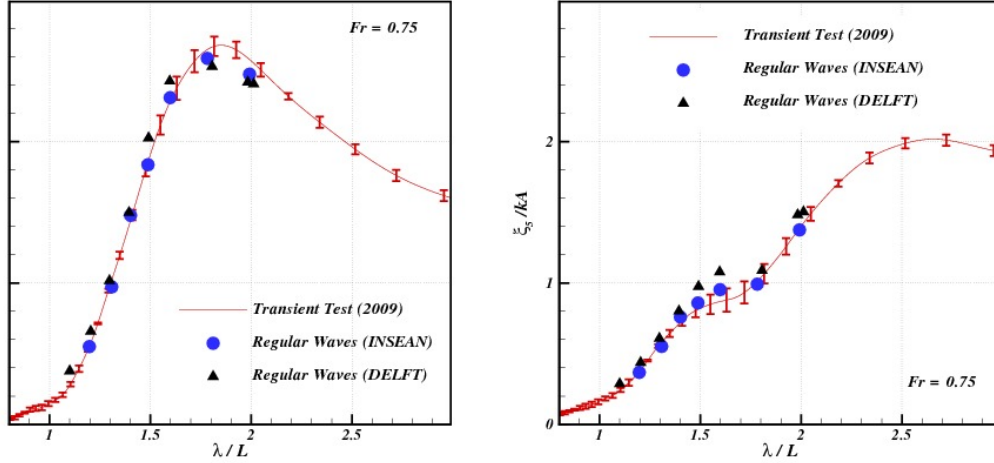 Fr = 0.75
Transient Test (2009)
Regular Waves (INSEAN)
Regular Waves (DELFT)
1
1.5
2
2.5
λ / L
Transient Test (2009)
Regular Waves (INSEAN)
Regular Waves (DELFT)
2
1
0
ξ5 /kA
Fr = 0.75
1
1.5
2
2.5
λ / L